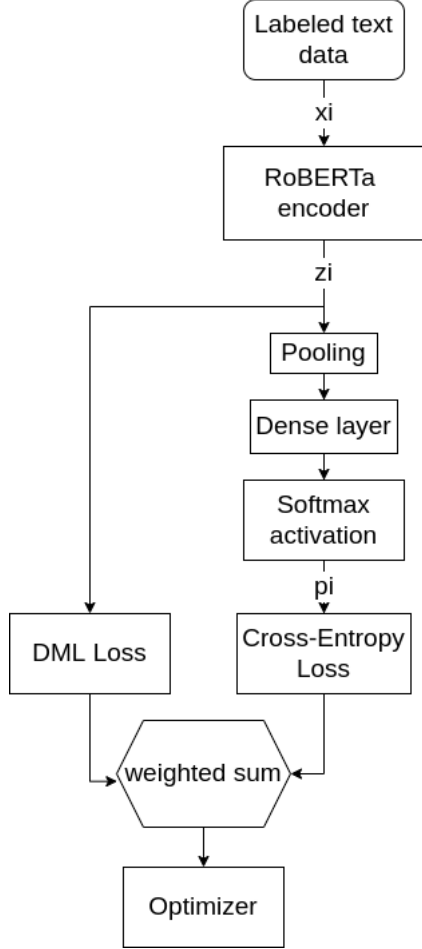 Labeled text
data
xi
RoBERTa
encoder
zi
Pooling
Dense layer
Softmax
activation
pi
DML Loss
Cross-Entropy
Loss
weighted sum
Optimizer